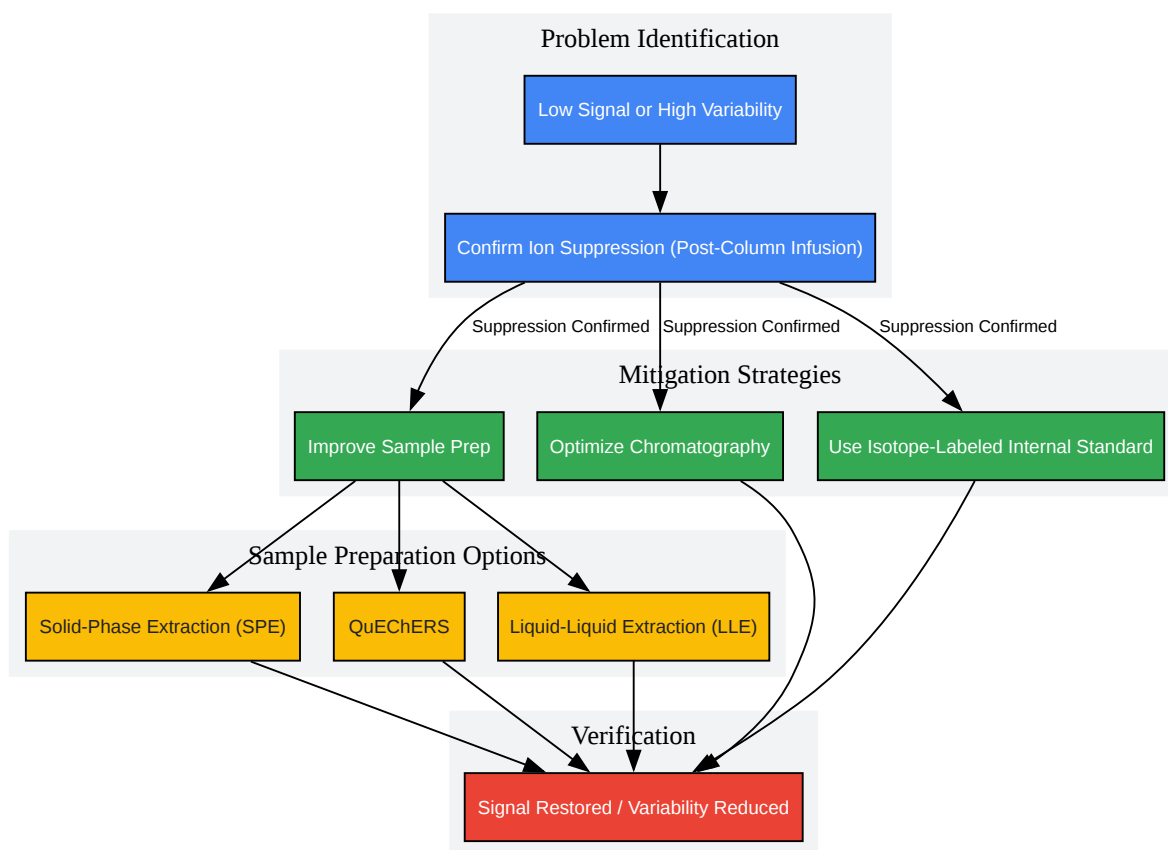 Problem Identification
Low Signal or High Variability
Confirm Ion Suppression (Post-Column Infusion)
Suppression Confirmed
Suppression Confirmed
Suppression Confirmed
Mitigation Strategies
Improve Sample Prep
Optimize Chromatography
Use Isotope-Labeled Internal Standard
Sample Preparation Options
Solid-Phase Extraction (SPE)
QuEChERS
Liquid-Liquid Extraction (LLE)
Verification
Signal Restored / Variability Reduced